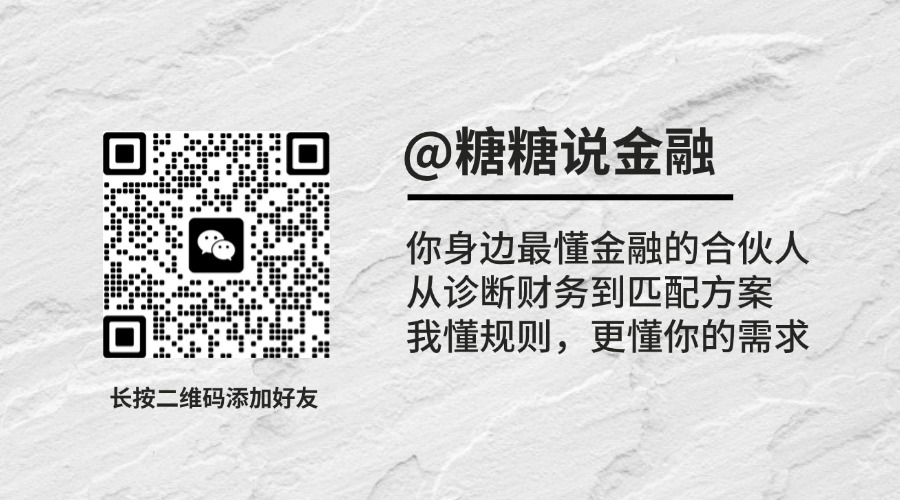 @糖糖说金融
你身边最懂金融的合伙人
从诊断财务到匹配方案
我懂规则，更懂你的需求
长按二维码添加好友